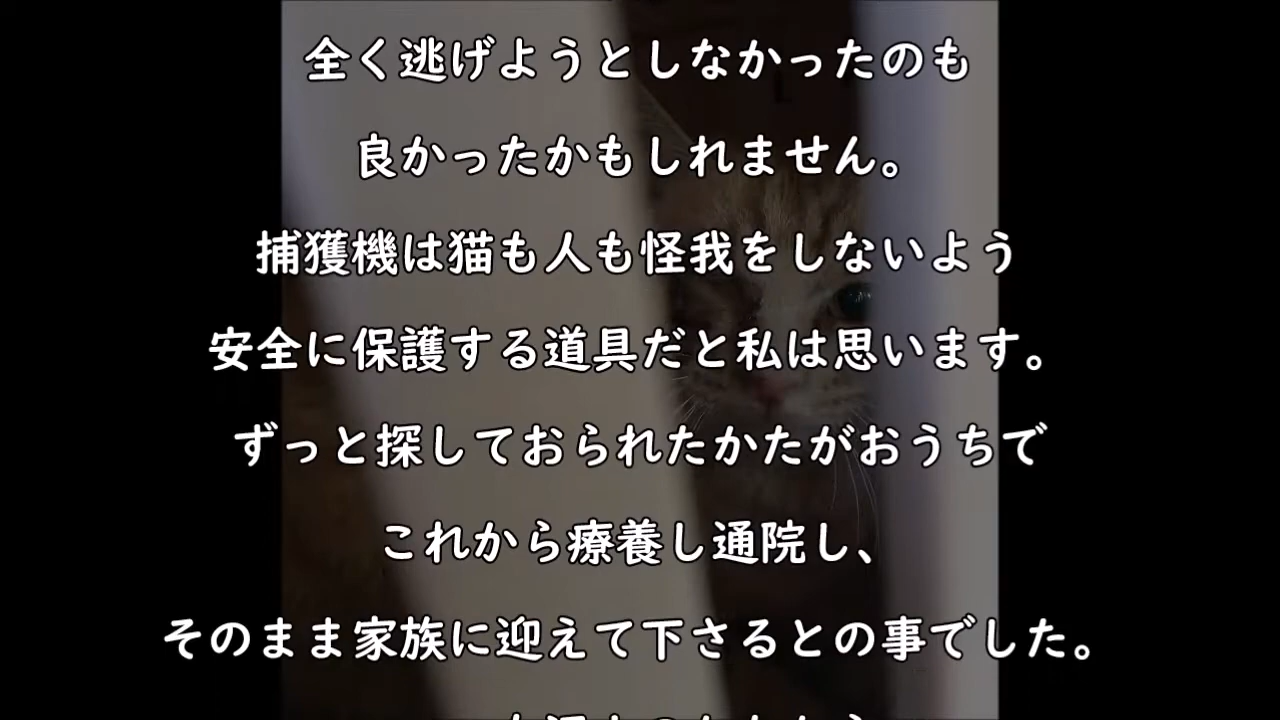 全く逃げようとしなかったのも
良かったかもしれません。
捕獲機は猫も人も怪我をしないよう
安全に保護する道具だと私は思います。
ずっと探しておられたかたがおうちで
これから療養し通院し、
そのまま家族に迎えて下さるとの事でした。